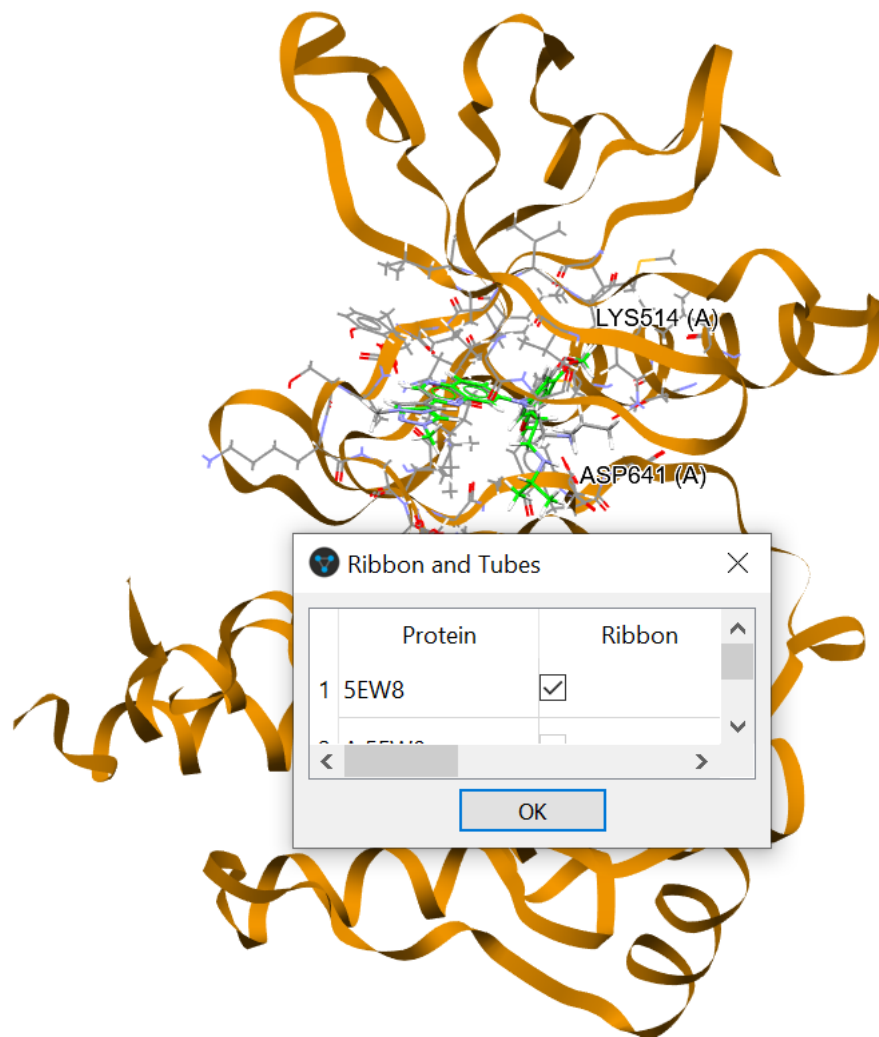 LYS514 (A)
ASP641 (A)
Ribbon and Tubes
Protein Ribbon
1 5EW8
OK